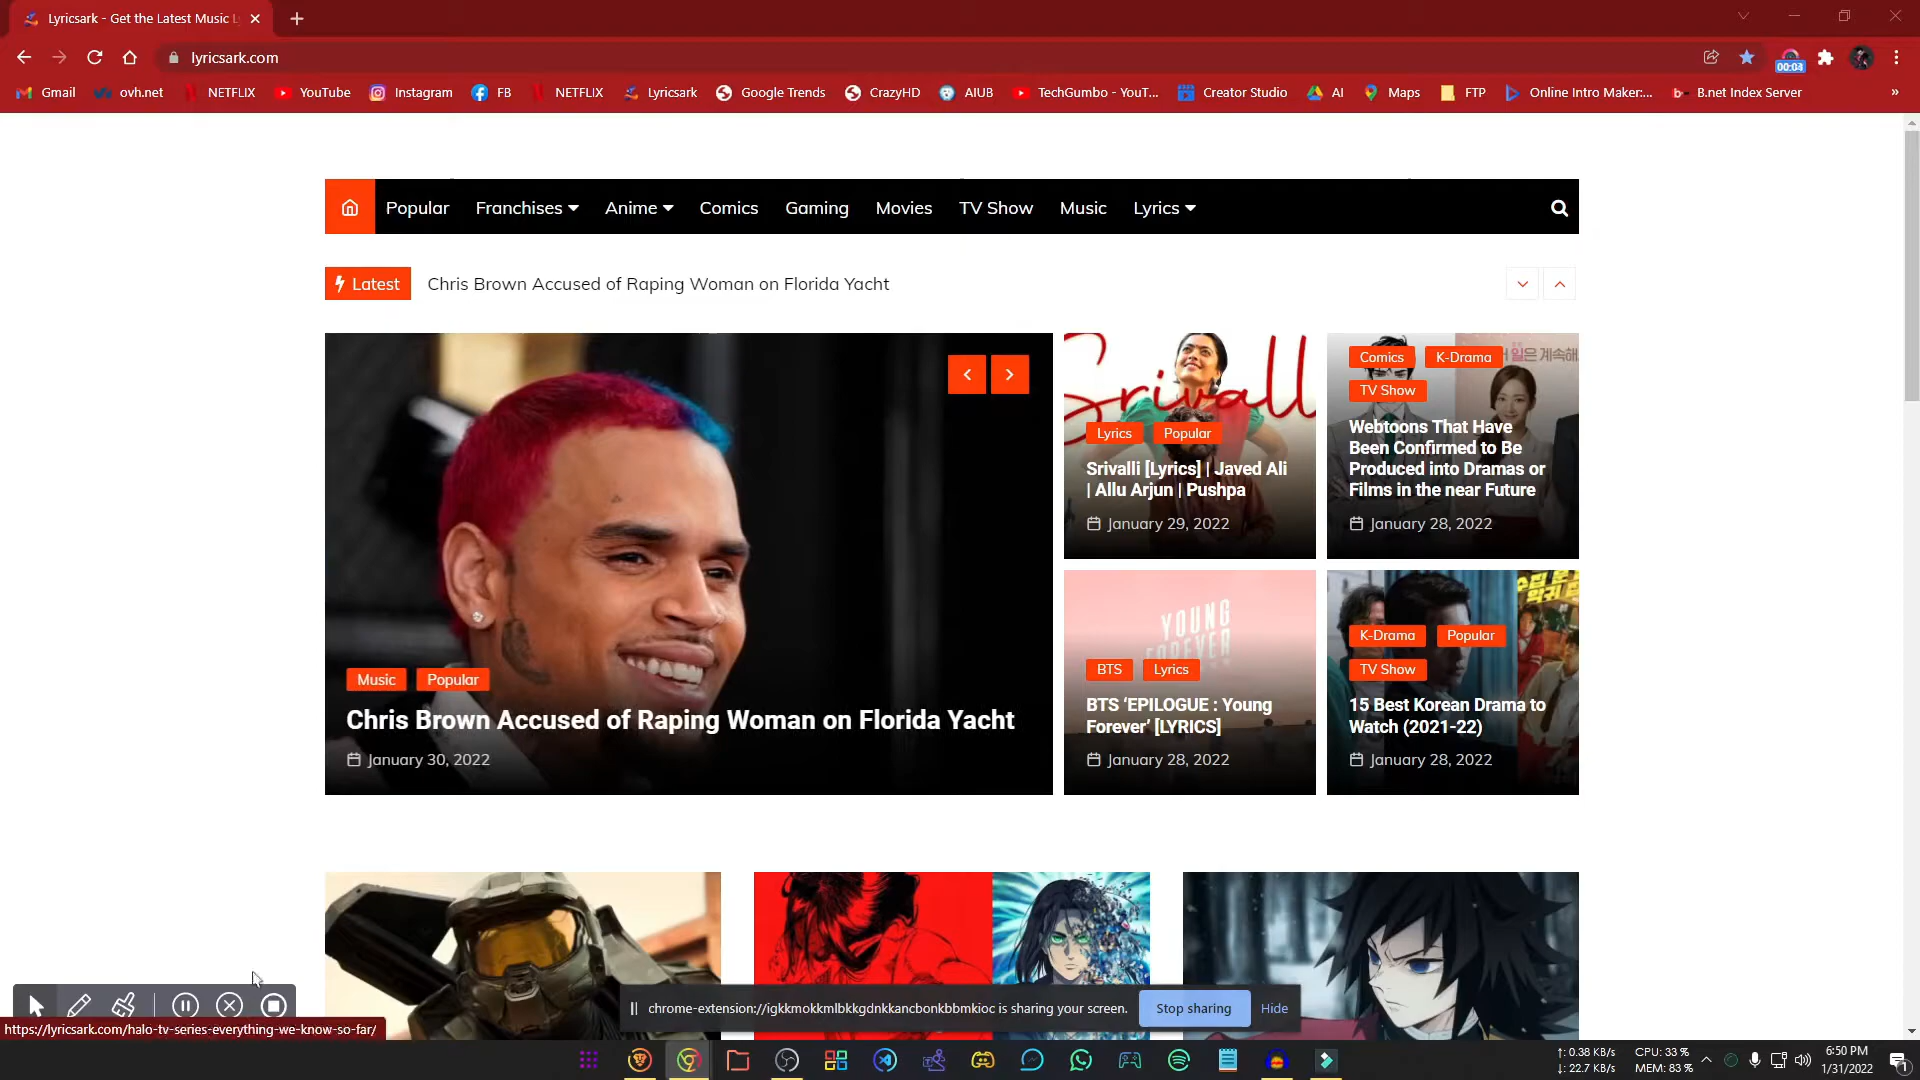 Lyricsark - Get the Latest Music L
lyricsark.com
00:04
Gmail
ovh.net
NETFLIX
YouTube
Instagram
FB
NETFLIX
Lyricsark
Google Trends
CrazyHD
AIUB
TechGumbo - YouT...
Creator Studio
AI
Maps
FTP
Online Intro Maker:...
B.net Index Server
»
Popular
Franchises
Anime
Comics
Gaming
Movies
TV Show
Music
Lyrics
Latest
Chris Brown Accused of Raping Woman on Florida Yacht
Music
Popular
Chris Brown Accused of Raping Woman on Florida Yacht
January 30, 2022
Srivalli
Lyrics
Popular
Srivalli [Lyrics] | Javed Ali
| Allu Arjun | Pushpa
January 29, 2022
일은 계속해
Comics
K-Drama
TV Show
Webtoons That Have
Been Confirmed to Be
Produced into Dramas or
Films in the near Future
January 28, 2022
YOUNG
FOREVER
BTS
Lyrics
BTS ‘EPILOGUE : Young
Forever’ [LYRICS]
January 28, 2022
K-Drama
Popular
TV Show
15 Best Korean Drama to
Watch (2021-22)
January 28, 2022
chrome-extension://igkkmokkmlbkkgdnkkancbonkbbmkioc is sharing your screen.
Stop sharing
Hide
https://lyricsark.com/halo-tv-series-everything-we-know-so-far/
↑: 0.38 KB/s
↓: 22.7 KB/s
CPU: 33 %
MEM: 83 %
6:50 PM
1/31/2022
1